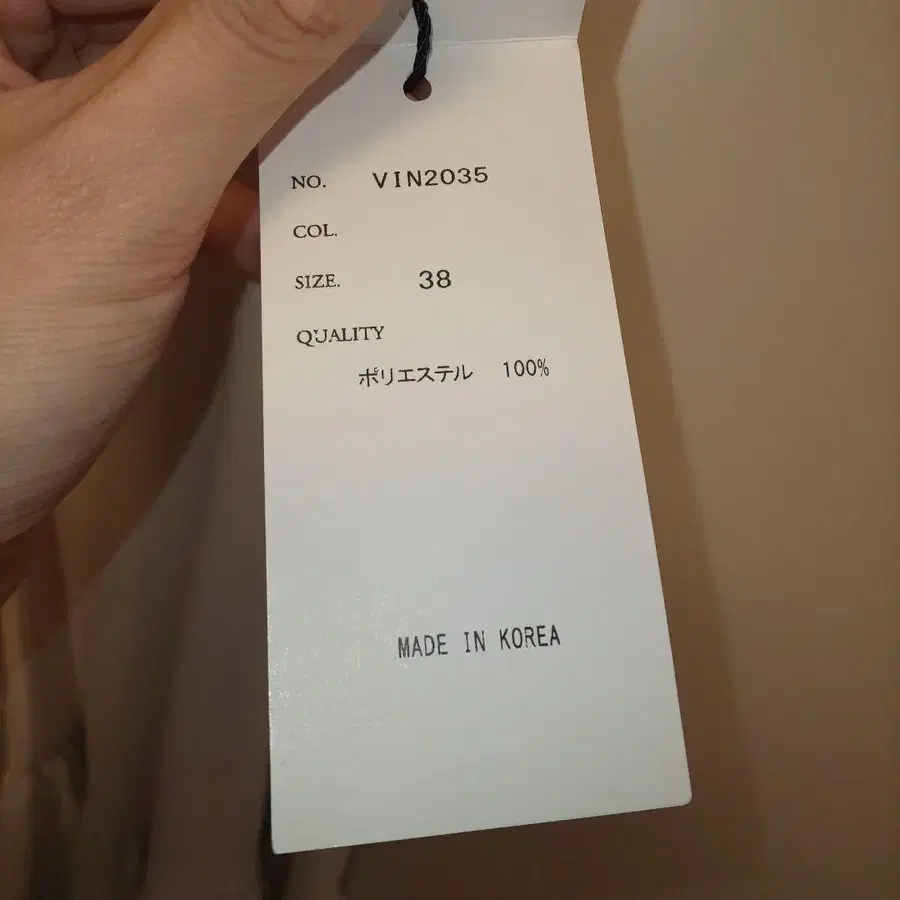 NO. VIN2035
COL.
SIZE. 38
QUALITY
ポリエステル 100%
MADE IN KOREA